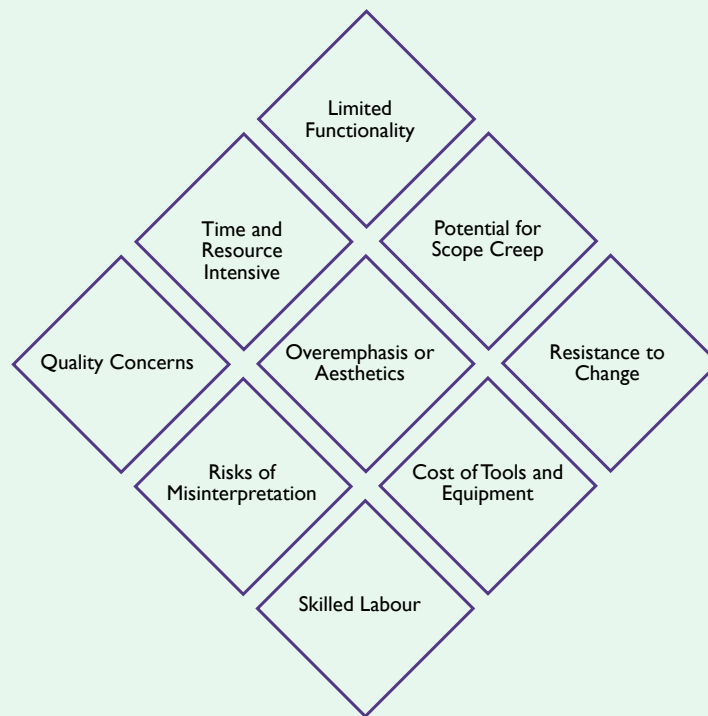 Limited
Functionality
Time and
Resource
Intensive
Potential for
Scope Creep
Quality Concerns
Overemphasis or
Aesthetics
Resistance to
Change
Risks of
Misinterpretation
Cost of Tools and
Equipment
Skilled Labour